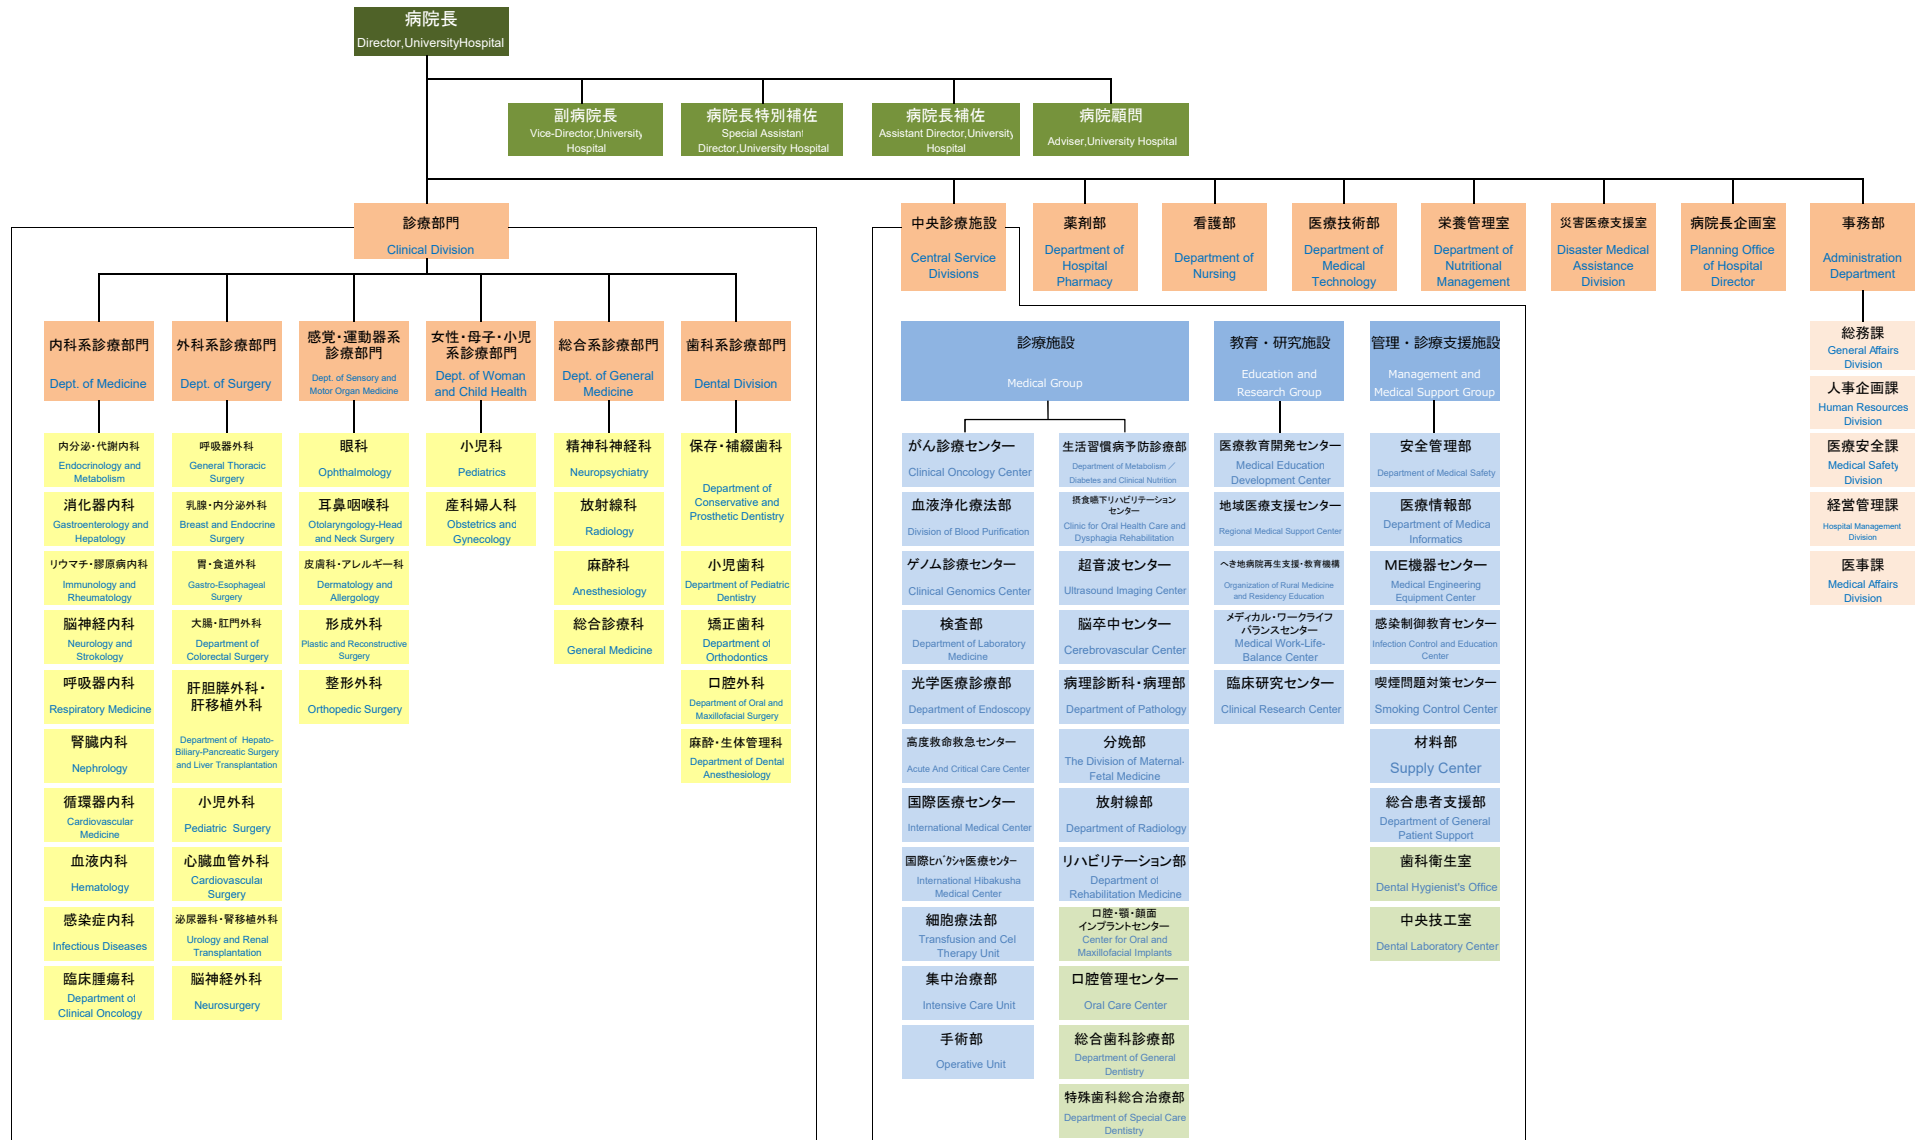 病院長
Director,UniversityHospital
副病院長
Vice-Director,University
Hospital
病院長特別補佐
Special Assistant
Director,University Hospital
病院長補佐
Assistant Director,University
Hospital
病院顧問
Adviser,University Hospital
診療部門
Clinical Division
中央診療施設
Central Service
Divisions
薬剤部
Department of
Hospital
Pharmacy
看護部
Department of
Nursing
医療技術部
Department of
Medical
Technology
栄養管理室
Department of
Nutritional
Management
災害医療支援室
Disaster Medical
Assistance
Division
病院長企画室
Planning Office
of Hospital
Director
事務部
Administration
Department
内科系診療部門
Dept. of Medicine
外科系診療部門
Dept. of Surgery
感覚・運動器系
診療部門
Dept. of Sensory and
Motor Organ Medicine
女性・母子・小児
系診療部門
Dept. of Woman
and Child Health
総合系診療部門
Dept. of General
Medicine
歯科系診療部門
Dental Division
診療施設
Medical Group
教育・研究施設
Education and
Research Group
管理・診療支援施設
Management and
Medical Support Group
総務課
General Affairs
Division
人事企画課
Human Resources
Division
医療安全課
Medical Safety
Division
経営管理課
Hospital Management
Division
医事課
Medical Affairs
Division
内分泌・代謝内科
Endocrinology and
Metabolism
消化器内科
Gastroenterology and
Hepatology
リウマチ・膠原病内科
Immunology and
Rheumatology
脳神経内科
Neurology and
Strokology
呼吸器内科
Respiratory Medicine
腎臓内科
Nephrology
循環器内科
Cardiovascular
Medicine
血液内科
Hematology
感染症内科
Infectious Diseases
臨床腫瘍科
Department of
Clinical Oncology
呼吸器外科
General Thoracic
Surgery
乳腺・内分泌外科
Breast and Endocrine
Surgery
胃・食道外科
Gastro-Esophageal
Surgery
大腸・肛門外科
Department of
Colorectal Surgery
肝胆膵外科・
肝移植外科
Department of Hepato-
Biliary-Pancreatic Surgery
and Liver Transplantation
小児外科
Pediatric Surgery
心臓血管外科
Cardiovascular
Surgery
泌尿器科・腎移植外科
Urology and Renal
Transplantation
脳神経外科
Neurosurgery
眼科
Ophthalmology
耳鼻咽喉科
Otolaryngology-Head
and Neck Surgery
皮膚科・アレルギー科
Dermatology and
Allergology
形成外科
Plastic and Reconstructive
Surgery
整形外科
Orthopedic Surgery
小児科
Pediatrics
産科婦人科
Obstetrics and
Gynecology
精神科神経科
Neuropsychiatry
放射線科
Radiology
麻酔科
Anesthesiology
総合診療科
General Medicine
保存・補綴歯科
Department of
Conservative and
Prosthetic Dentistry
小児歯科
Department of Pediatric
Dentistry
矯正歯科
Department of
Orthodontics
口腔外科
Department of Oral and
Maxillofacial Surgery
麻酔・生体管理科
Department of Dental
Anesthesiology
がん診療センター
Clinical Oncology Center
血液浄化療法部
Division of Blood Purification
ゲノム診療センター
Clinical Genomics Center
検査部
Department of Laboratory
Medicine
光学医療診療部
Department of Endoscopy
高度救命救急センター
Acute And Critical Care Center
国際医療センター
International Medical Center
国際ヒバクシャ医療センター
International Hibakusha
Medical Center
細胞療法部
Transfusion and Cel
Therapy Unit
集中治療部
Intensive Care Unit
手術部
Operative Unit
生活習慣病予防診療部
Department of Metabolism／
Diabetes and Clinical Nutrition
摂食嚥下リハビリテーション
センター
Clinic for Oral Health Care and
Dysphagia Rehabilitation
超音波センター
Ultrasound Imaging Center
脳卒中センター
Cerebrovascular Center
病理診断科・病理部
Department of Pathology
分娩部
The Division of Maternal-
Fetal Medicine
放射線部
Department of Radiology
リハビリテーション部
Department of
Rehabilitation Medicine
口腔・顎・顔面
インプラントセンター
Center for Oral and
Maxillofacial Implants
口腔管理センター
Oral Care Center
総合歯科診療部
Department of General
Dentistry
特殊歯科総合治療部
Department of Special Care
Dentistry
医療教育開発センター
Medical Education
Development Center
地域医療支援センター
Regional Medical Support Center
へき地病院再生支援・教育機構
Organization of Rural Medicine
and Residency Education
メディカル・ワークライフ
バランスセンター
Medical Work-Life-
Balance Center
臨床研究センター
Clinical Research Center
安全管理部
Department of Medical Safety
医療情報部
Department of Medica
Informatics
ME機器センター
Medical Engineering
Equipment Center
感染制御教育センター
Infection Control and Education
Center
喫煙問題対策センター
Smoking Control Center
材料部
Supply Center
総合患者支援部
Department of General
Patient Support
歯科衛生室
Dental Hygienist's Office
中央技工室
Dental Laboratory Center